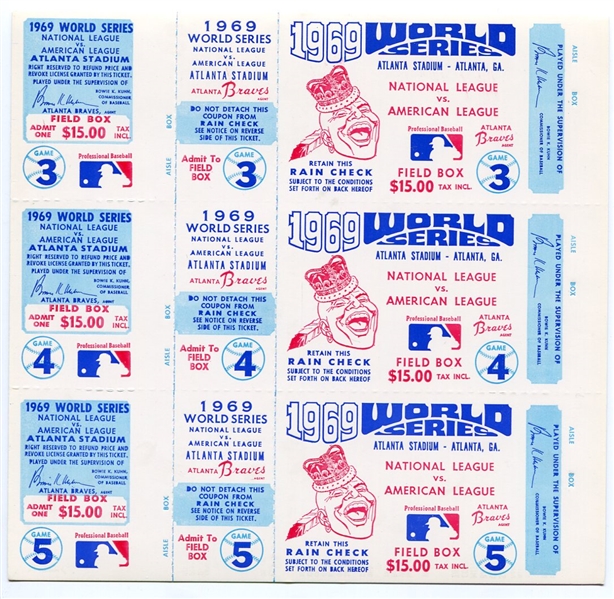 1969 WORLD SERIES
NATIONAL LEAGUE
vs.
AMERICAN LEAGUE
ATLANTA STADIUM
RIGHT RESERVED TO REFUND PRICE AND
REVOKE LICENSE GRANTED BY THIS TICKET.
PLAYED UNDER THE SUPERVISION OF
BOWIE K. KUHN,
COMMISSIONER
OF BASEBALL
ATLANTA BRAVES, AGENT
FIELD BOX
ADMIT ONE $15.00 TAX INCL.
GAME
3
Professional Baseball
BOX
AISLE
1969
WORLD SERIES
NATIONAL LEAGUE
vs.
AMERICAN LEAGUE
ATLANTA STADIUM
ATLANTA Braves
AGENT
DO NOT DETACH THIS
COUPON FROM
RAIN CHECK
SEE NOTICE ON REVERSE
SIDE OF THIS TICKET.
Admit To
FIELD
BOX
GAME
3
1969 WORLD SERIES
ATLANTA STADIUM - ATLANTA, GA.
NATIONAL LEAGUE
vs.
AMERICAN LEAGUE
Professional Baseball
ATLANTA
Braves
AGENT
RETAIN THIS
RAIN CHECK
SUBJECT TO THE CONDITIONS
SET FORTH ON BACK HEREOF
FIELD BOX
$15.00 TAX INCL.
GAME
3
AISLE
BOX
PLAYED UNDER THE SUPERVISION OF
BOWIE K. KUHN
COMMISSIONER OF BASEBALL
1969 WORLD SERIES
NATIONAL LEAGUE
vs.
AMERICAN LEAGUE
ATLANTA STADIUM
RIGHT RESERVED TO REFUND PRICE AND
REVOKE LICENSE GRANTED BY THIS TICKET.
PLAYED UNDER THE SUPERVISION OF
BOWIE K. KUHN,
COMMISSIONER
OF BASEBALL
ATLANTA BRAVES, AGENT
FIELD BOX
ADMIT ONE $15.00 TAX INCL.
GAME
4
Professional Baseball
BOX
AISLE
1969
WORLD SERIES
NATIONAL LEAGUE
vs.
AMERICAN LEAGUE
ATLANTA STADIUM
ATLANTA Braves
AGENT
DO NOT DETACH THIS
COUPON FROM
RAIN CHECK
SEE NOTICE ON REVERSE
SIDE OF THIS TICKET.
Admit To
FIELD
BOX
GAME
4
1969 WORLD SERIES
ATLANTA STADIUM - ATLANTA, GA.
NATIONAL LEAGUE
vs.
AMERICAN LEAGUE
Professional Baseball
ATLANTA
Braves
AGENT
RETAIN THIS
RAIN CHECK
SUBJECT TO THE CONDITIONS
SET FORTH ON BACK HEREOF
FIELD BOX
$15.00 TAX INCL.
GAME
4
AISLE
BOX
PLAYED UNDER THE SUPERVISION OF
BOWIE K. KUHN
COMMISSIONER OF BASEBALL
1969 WORLD SERIES
NATIONAL LEAGUE
vs.
AMERICAN LEAGUE
ATLANTA STADIUM
RIGHT RESERVED TO REFUND PRICE AND
REVOKE LICENSE GRANTED BY THIS TICKET.
PLAYED UNDER THE SUPERVISION OF
BOWIE K. KUHN,
COMMISSIONER
OF BASEBALL
ATLANTA BRAVES, AGENT
FIELD BOX
ADMIT ONE $15.00 TAX INCL.
GAME
5
Professional Baseball
BOX
AISLE
1969
WORLD SERIES
NATIONAL LEAGUE
vs.
AMERICAN LEAGUE
ATLANTA STADIUM
ATLANTA Braves
AGENT
DO NOT DETACH THIS
COUPON FROM
RAIN CHECK
SEE NOTICE ON REVERSE
SIDE OF THIS TICKET.
Admit To
FIELD
BOX
GAME
5
1969 WORLD SERIES
ATLANTA STADIUM - ATLANTA, GA.
NATIONAL LEAGUE
vs.
AMERICAN LEAGUE
Professional Baseball
ATLANTA
Braves
AGENT
RETAIN THIS
RAIN CHECK
SUBJECT TO THE CONDITIONS
SET FORTH ON BACK HEREOF
FIELD BOX
$15.00 TAX INCL.
GAME
5
AISLE
BOX
PLAYED UNDER THE SUPERVISION OF
BOWIE K. KUHN
COMMISSIONER OF BASEBALL